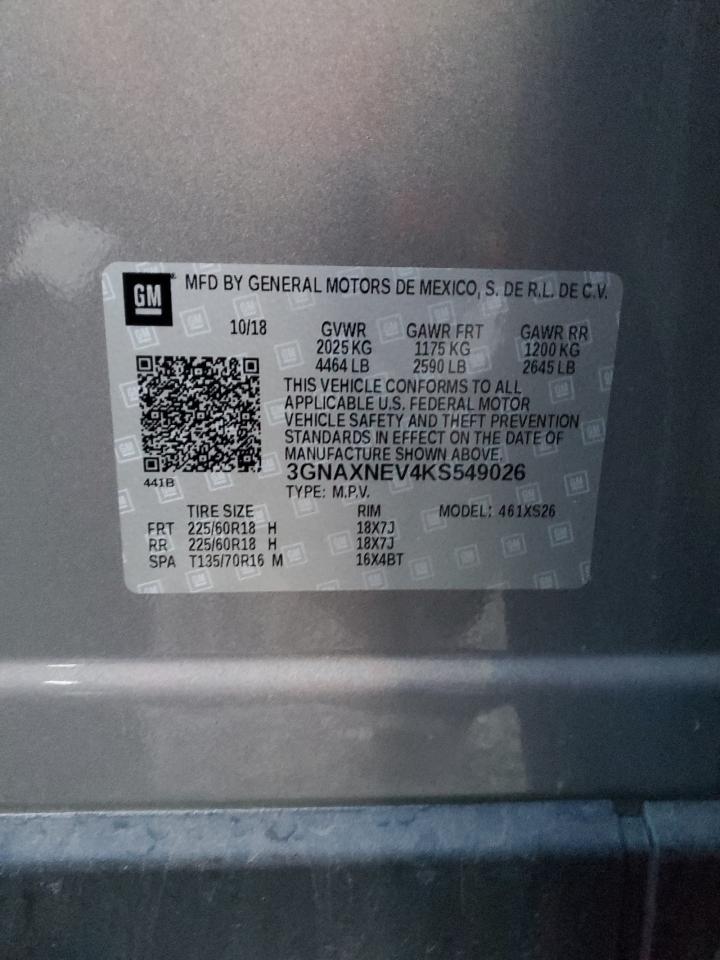 GM
MFD BY GENERAL MOTORS DE MEXICO, S. DE R.L. DE C.V.
10/18 GVWR GAWR FRT GAWR RR
2025 KG 1175 KG 1200 KG
4464 LB 2590 LB 2645 LB
THIS VEHICLE CONFORMS TO ALL
APPLICABLE U.S. FEDERAL MOTOR
VEHICLE SAFETY AND THEFT PREVENTION
STANDARDS IN EFFECT ON THE DATE OF
MANUFACTURE SHOWN ABOVE.
441B
3GNAXNEV4KS549026
TYPE: M.P.V.
TIRE SIZE RIM MODEL: 461XS26
FRT 225/60R18 H 18X7J
RR 225/60R18 H 18X7J
SPA T135/70R16 M 16X4BT